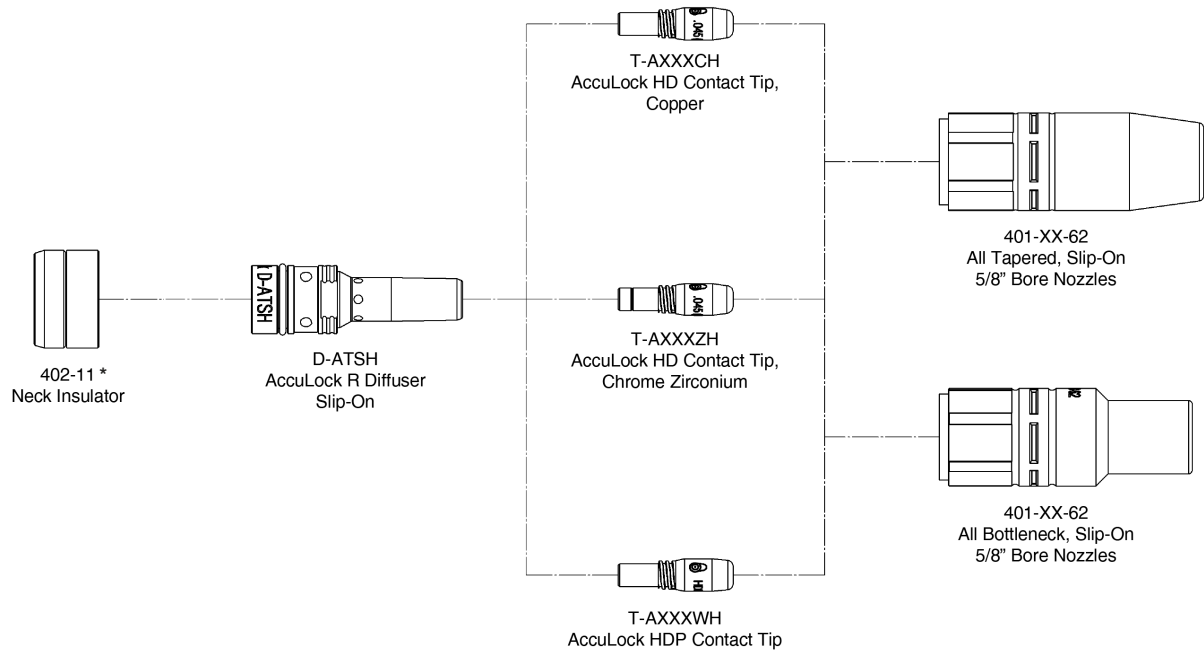 .045
T-AXXXCH
AccuLock HD Contact Tip,
Copper
401-XX-62
All Tapered, Slip-On
5/8” Bore Nozzles
402-11 *
Neck Insulator
D-ATSH
D-ATSH
AccuLock R Diffuser
Slip-On
.045
T-AXXXZH
AccuLock HD Contact Tip,
Chrome Zirconium
401-XX-62
All Bottleneck, Slip-On
5/8” Bore Nozzles
T-AXXXWH
AccuLock HDP Contact Tip